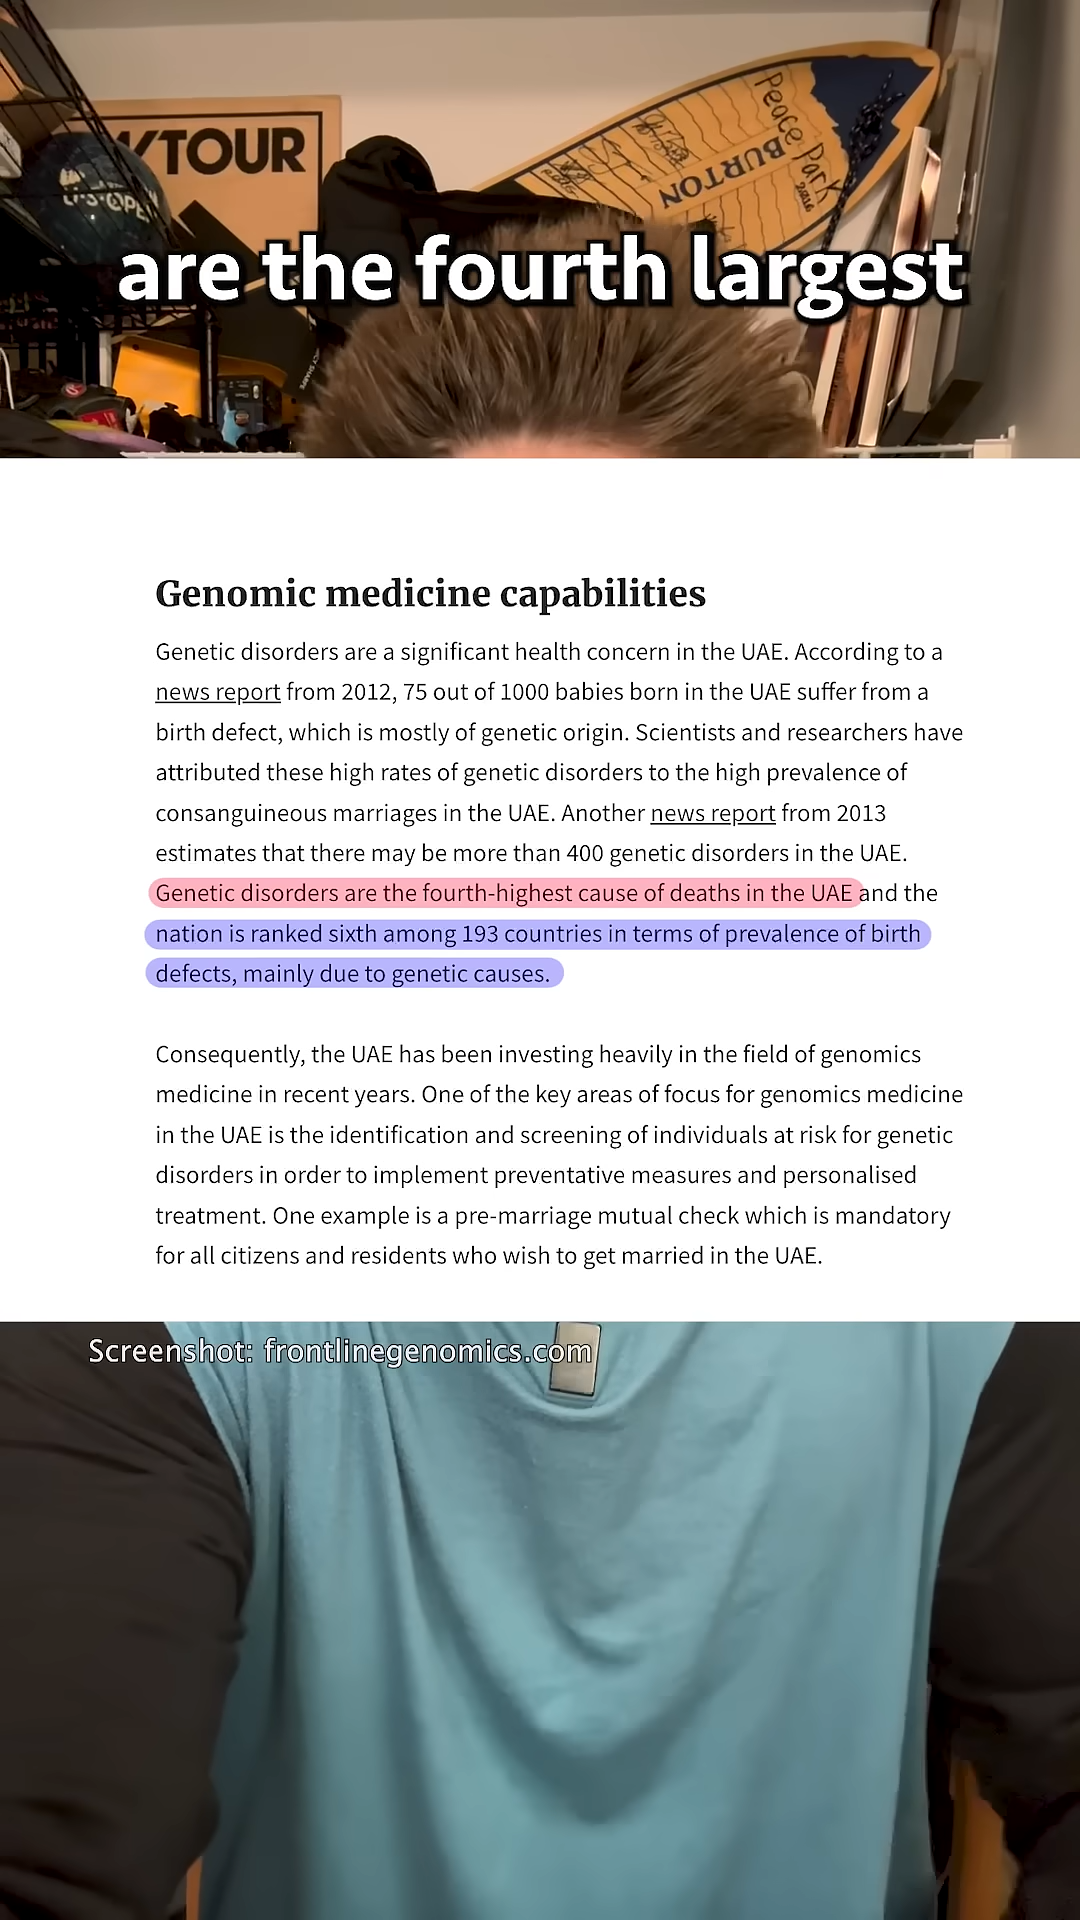 TOUR
Peace Park
2016
BURTON
are the fourth largest
Genomic medicine capabilities
Genetic disorders are a significant health concern in the UAE. According to a
news report from 2012, 75 out of 1000 babies born in the UAE suffer from a
birth defect, which is mostly of genetic origin. Scientists and researchers have
attributed these high rates of genetic disorders to the high prevalence of
consanguineous marriages in the UAE. Another news report from 2013
estimates that there may be more than 400 genetic disorders in the UAE.
Genetic disorders are the fourth-highest cause of deaths in the UAE and the
nation is ranked sixth among 193 countries in terms of prevalence of birth
defects, mainly due to genetic causes.
Consequently, the UAE has been investing heavily in the field of genomics
medicine in recent years. One of the key areas of focus for genomics medicine
in the UAE is the identification and screening of individuals at risk for genetic
disorders in order to implement preventative measures and personalised
treatment. One example is a pre-marriage mutual check which is mandatory
for all citizens and residents who wish to get married in the UAE.
Screenshot: frontlinegenomics.com